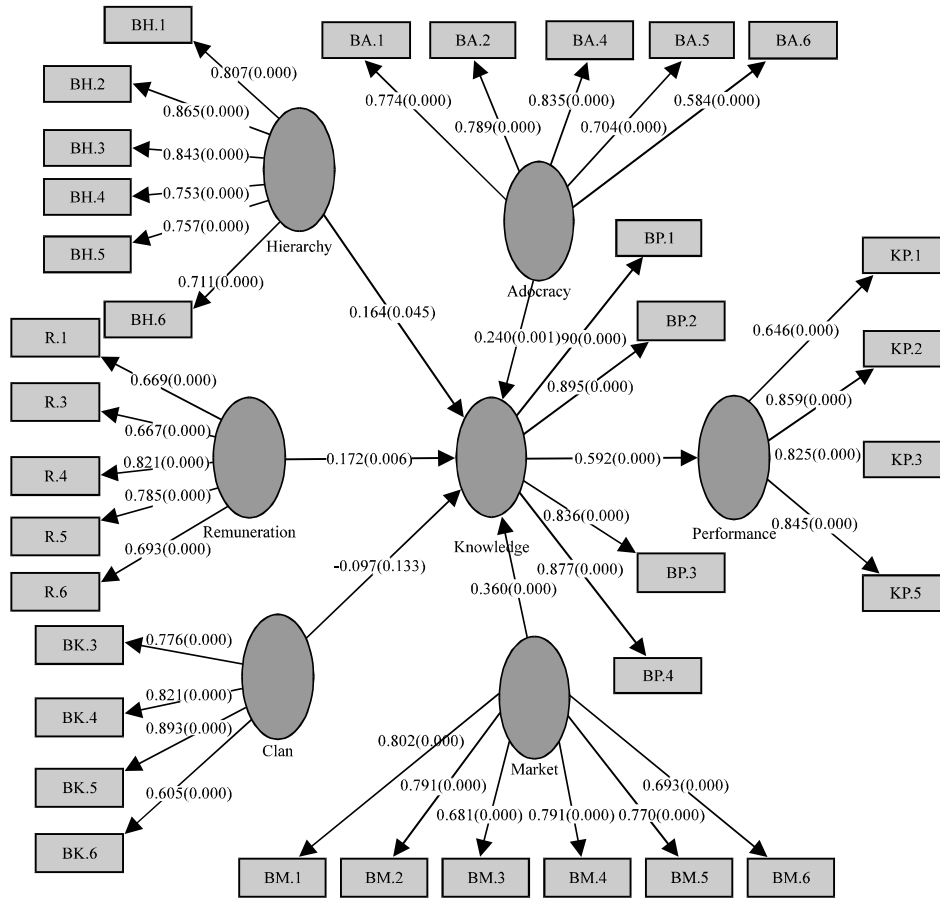 BH.1
BA.1
BA.2
BA.4
BA.5
BA.6
0.807(0.000)
BH.2
0.865(0.000)
0.774(0.000)
0.789(0.000)
0.835(0.000)
0.704(0.000)
0.584(0.000)
BH.3
0.843(0.000)
BH.4
0.753(0.000)
BH.5
0.757(0.000)
Hierarchy
0.711(0.000)
BH.6
Adocracy
BP.1
KP.1
0.164(0.045)
0.240(0.001)
90(0.000)
BP.2
0.646(0.000)
R.1
0.669(0.000)
0.895(0.000)
KP.2
0.859(0.000)
R.3
0.667(0.000)
0.821(0.000)
R.4
0.172(0.006)
0.592(0.000)
0.825(0.000)
KP.3
0.785(0.000)
R.5
Remuneration
0.693(0.000)
R.6
Knowledge
Performance
0.836(0.000)
0.845(0.000)
-0.097(0.133)
0.877(0.000)
BP.3
0.360(0.000)
KP.5
BK.3
0.776(0.000)
BP.4
0.821(0.000)
BK.4
0.893(0.000)
Clan
BK.5
0.605(0.000)
BK.6
Market
0.802(0.000)
0.791(0.000)
0.681(0.000)
0.791(0.000)
0.770(0.000)
0.693(0.000)
BM.1
BM.2
BM.3
BM.4
BM.5
BM.6